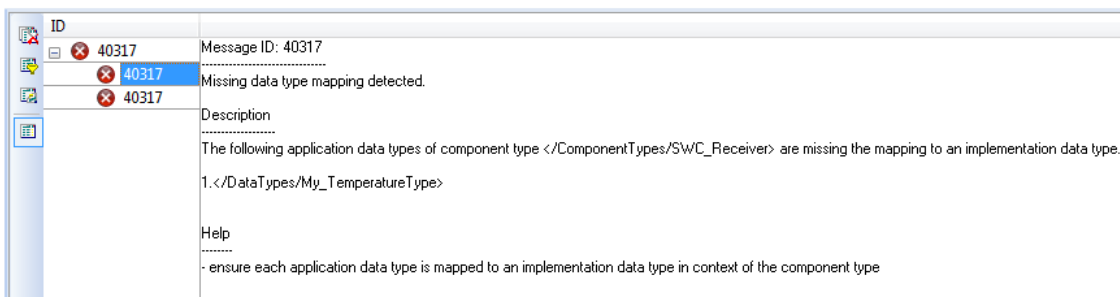 ID
40317
40317
40317
Message ID: 40317
-------------------------------
Missing data type mapping detected.
Description
------------------
The following application data types of component type </ComponentTypes/SWC_Receiver> are missing the mapping to an implementation data type.
1.</DataTypes/My_TemperatureType>
Help
--------
- ensure each application data type is mapped to an implementation data type in context of the component type